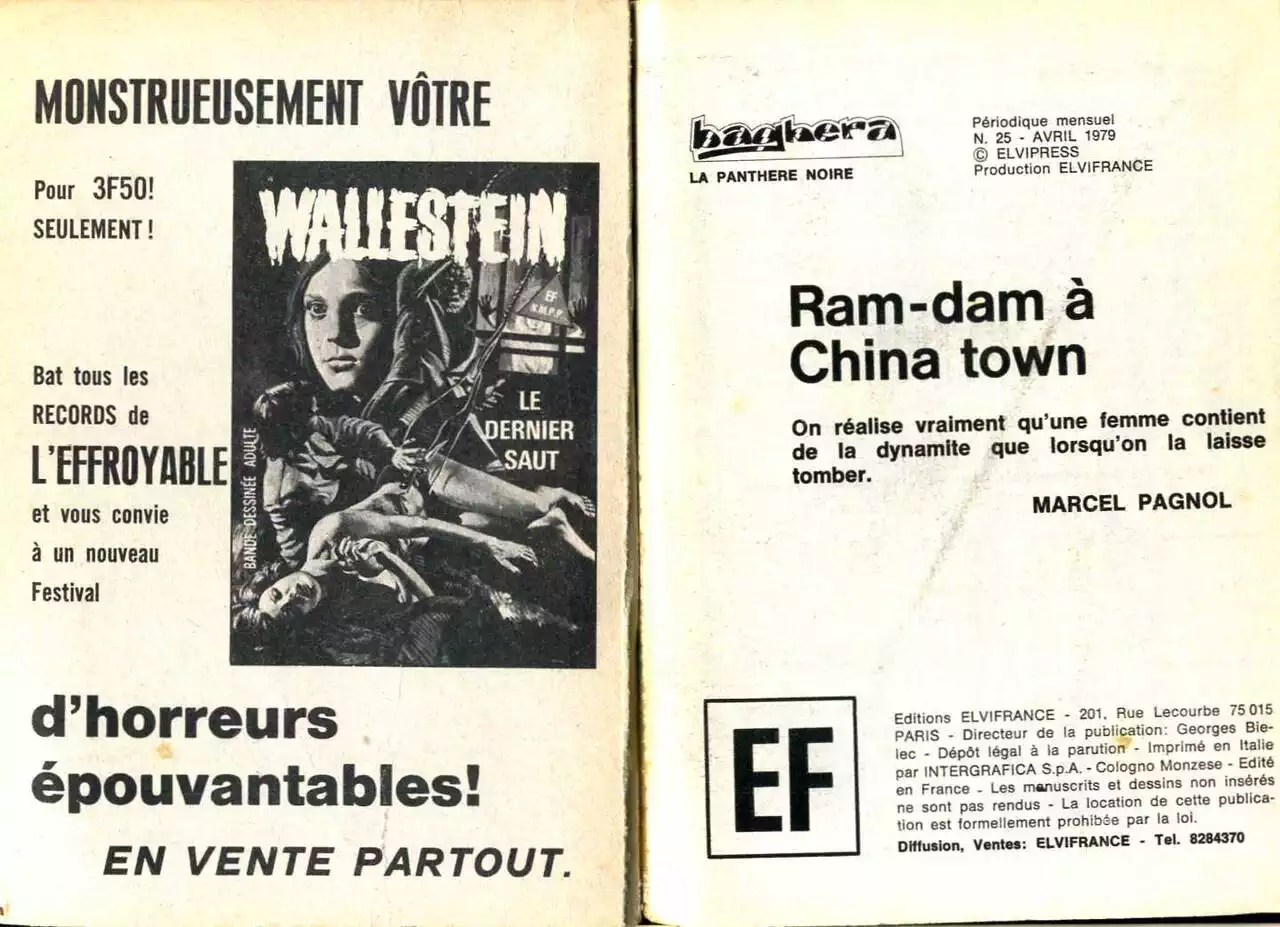 MONSTRUEUSEMENT VÔTRE
Pour 3F50!
SEULEMENT !
WALLESTEIN
EF
N.M.P.P.
LE
DERNIER
SAUT
BANDE DESSINÉE ADULTE
Bat tous les
RECORDS de
L'EFFROYABLE
et vous convie
à un nouveau
Festival
d'horreurs
épouvantables!
EN VENTE PARTOUT.
baghera
LA PANTHERE NOIRE
Périodique mensuel
N. 25 - AVRIL 1979
© ELVIPRESS
Production ELVIFRANCE
Ram-dam à
China town
On réalise vraiment qu'une femme contient
de la dynamite que lorsqu'on la laisse
tomber.
MARCEL PAGNOL
EF
Editions ELVIFRANCE - 201, Rue Lecourbe 75 015
PARIS - Directeur de la publication: Georges Bie-
lec - Dépôt légal à la parution - Imprimé en Italie
par INTERGRAFICA S.p.A. - Cologno Monzese - Edité
en France - Les manuscrits et dessins non insérés
ne sont pas rendus - La location de cette publica-
tion est formellement prohibée par la loi.
Diffusion, Ventes: ELVIFRANCE - Tel. 8284370